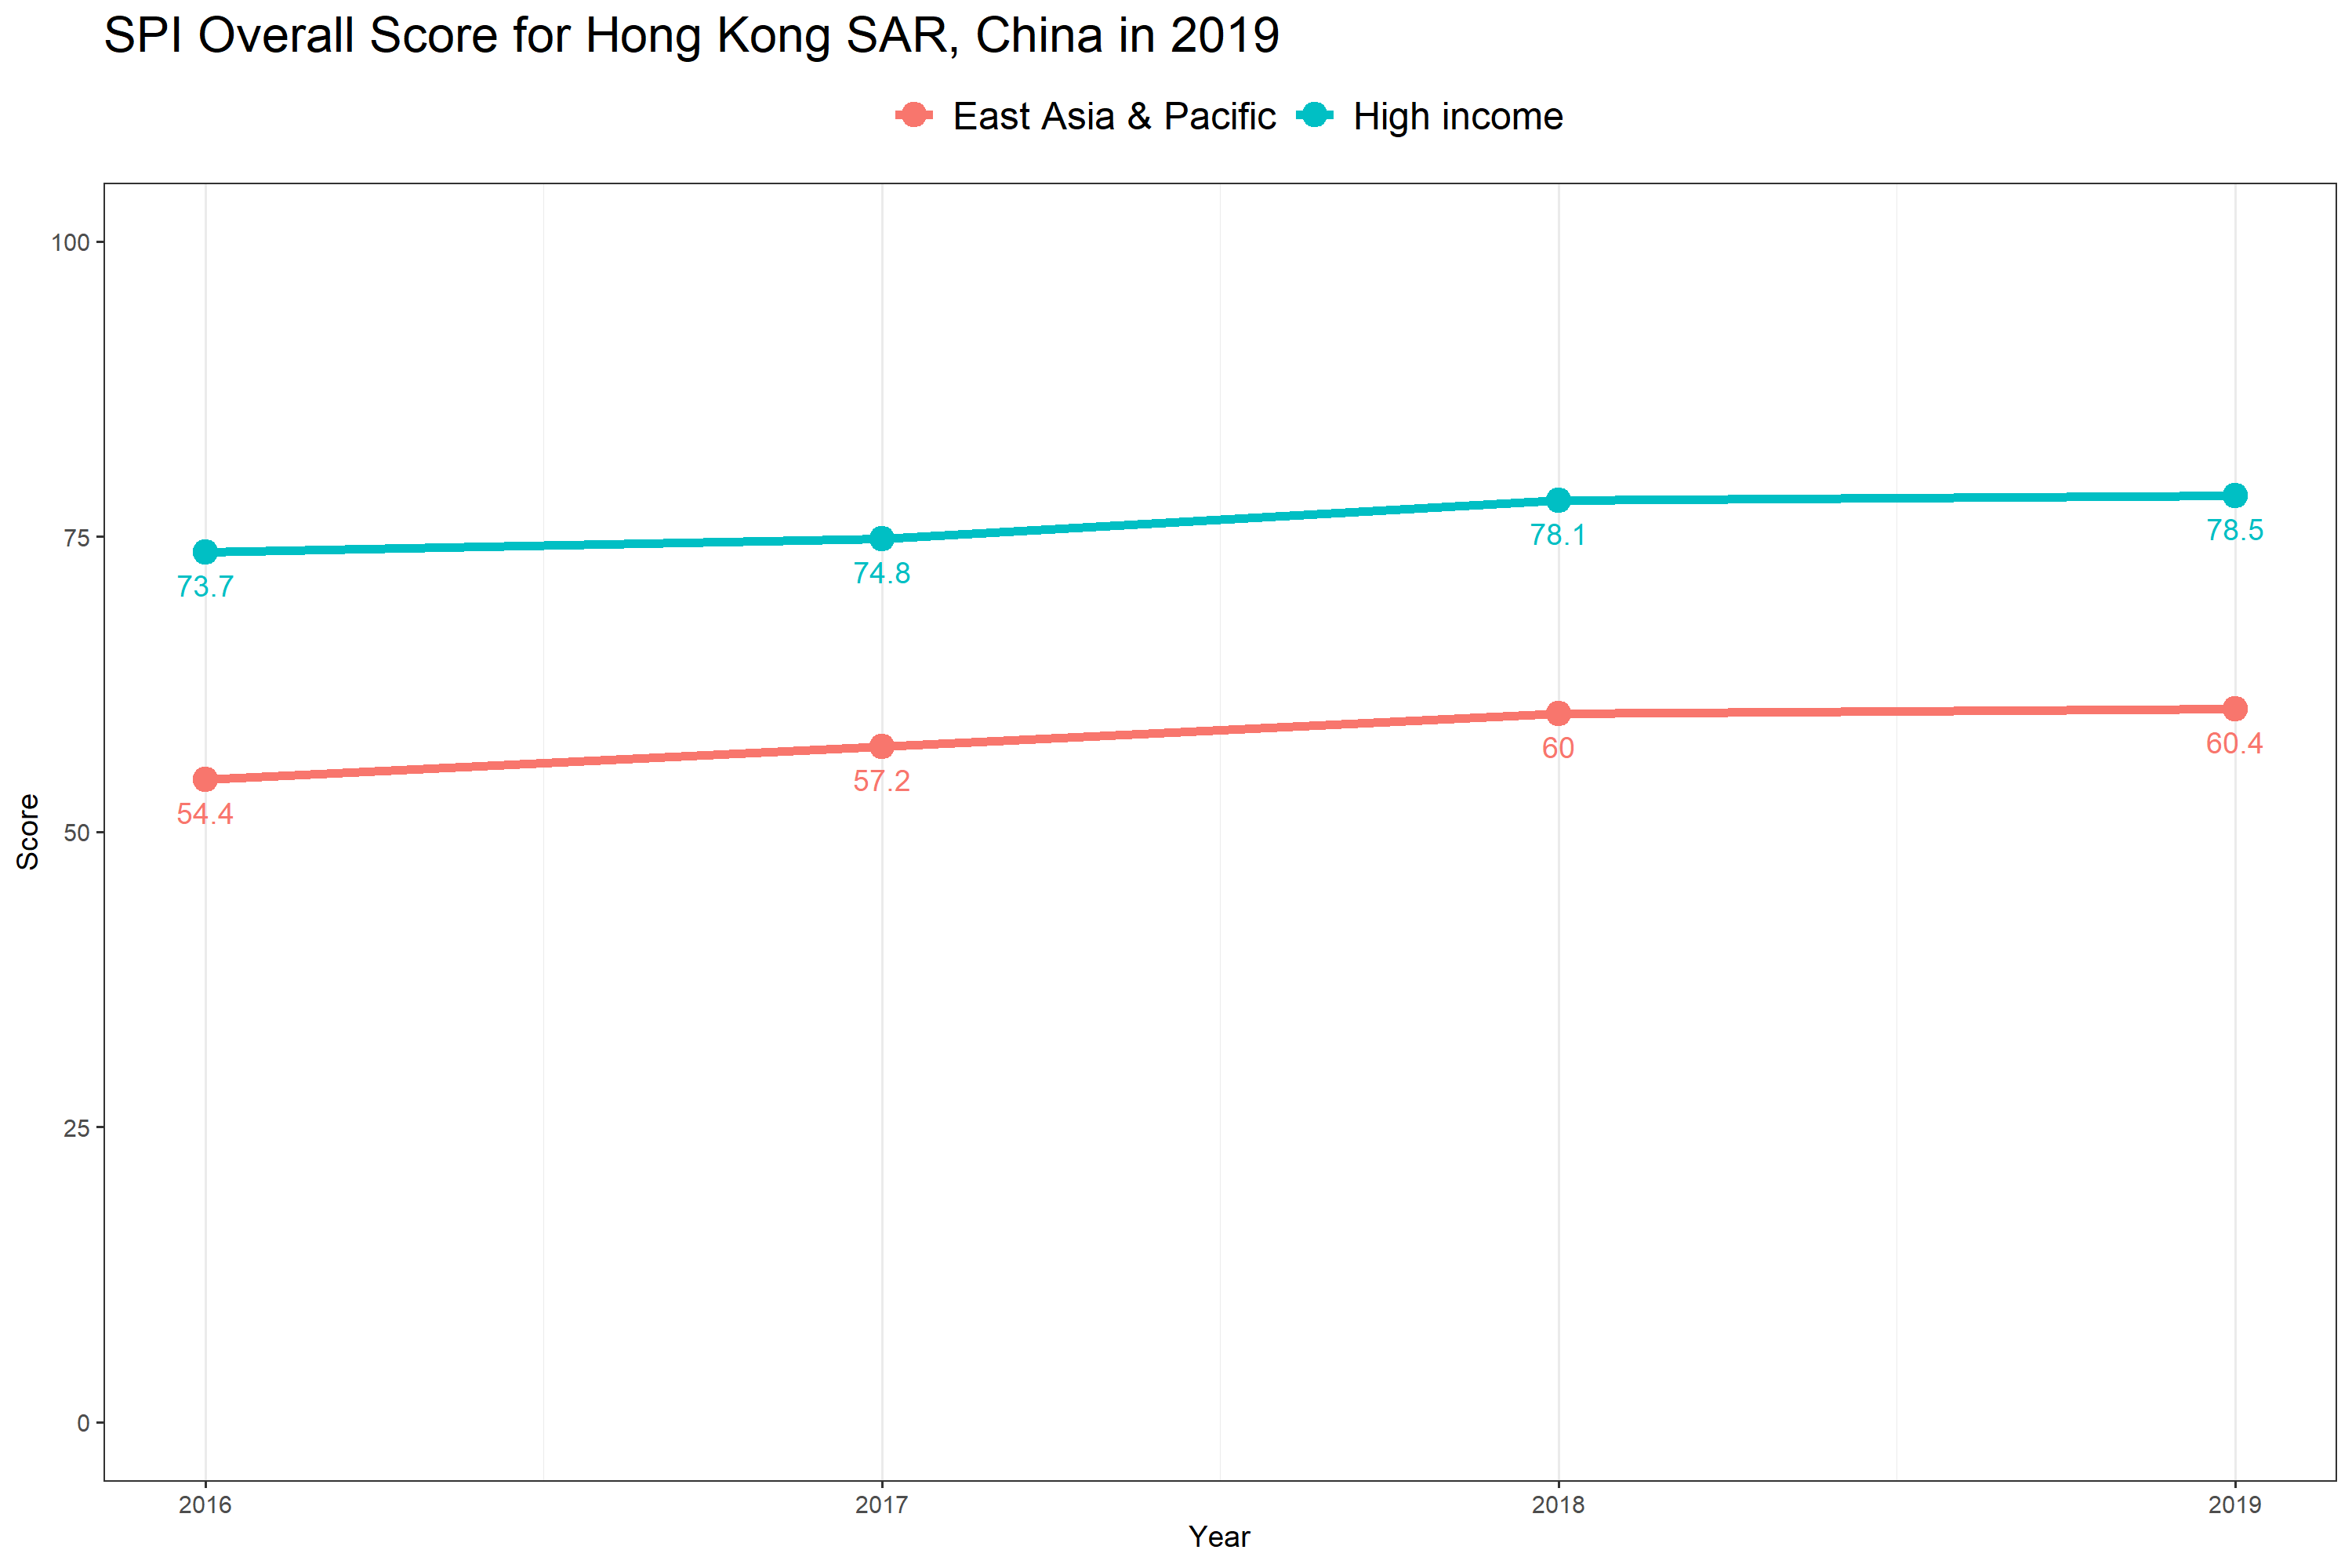 SPI Overall Score for Hong Kong SAR, China in 2019
East Asia & Pacific High income
100
75
50
25
0
Score
73.7
74.8
78.1
78.5
54.4
57.2
60
60.4
2016 2017 2018 2019
Year